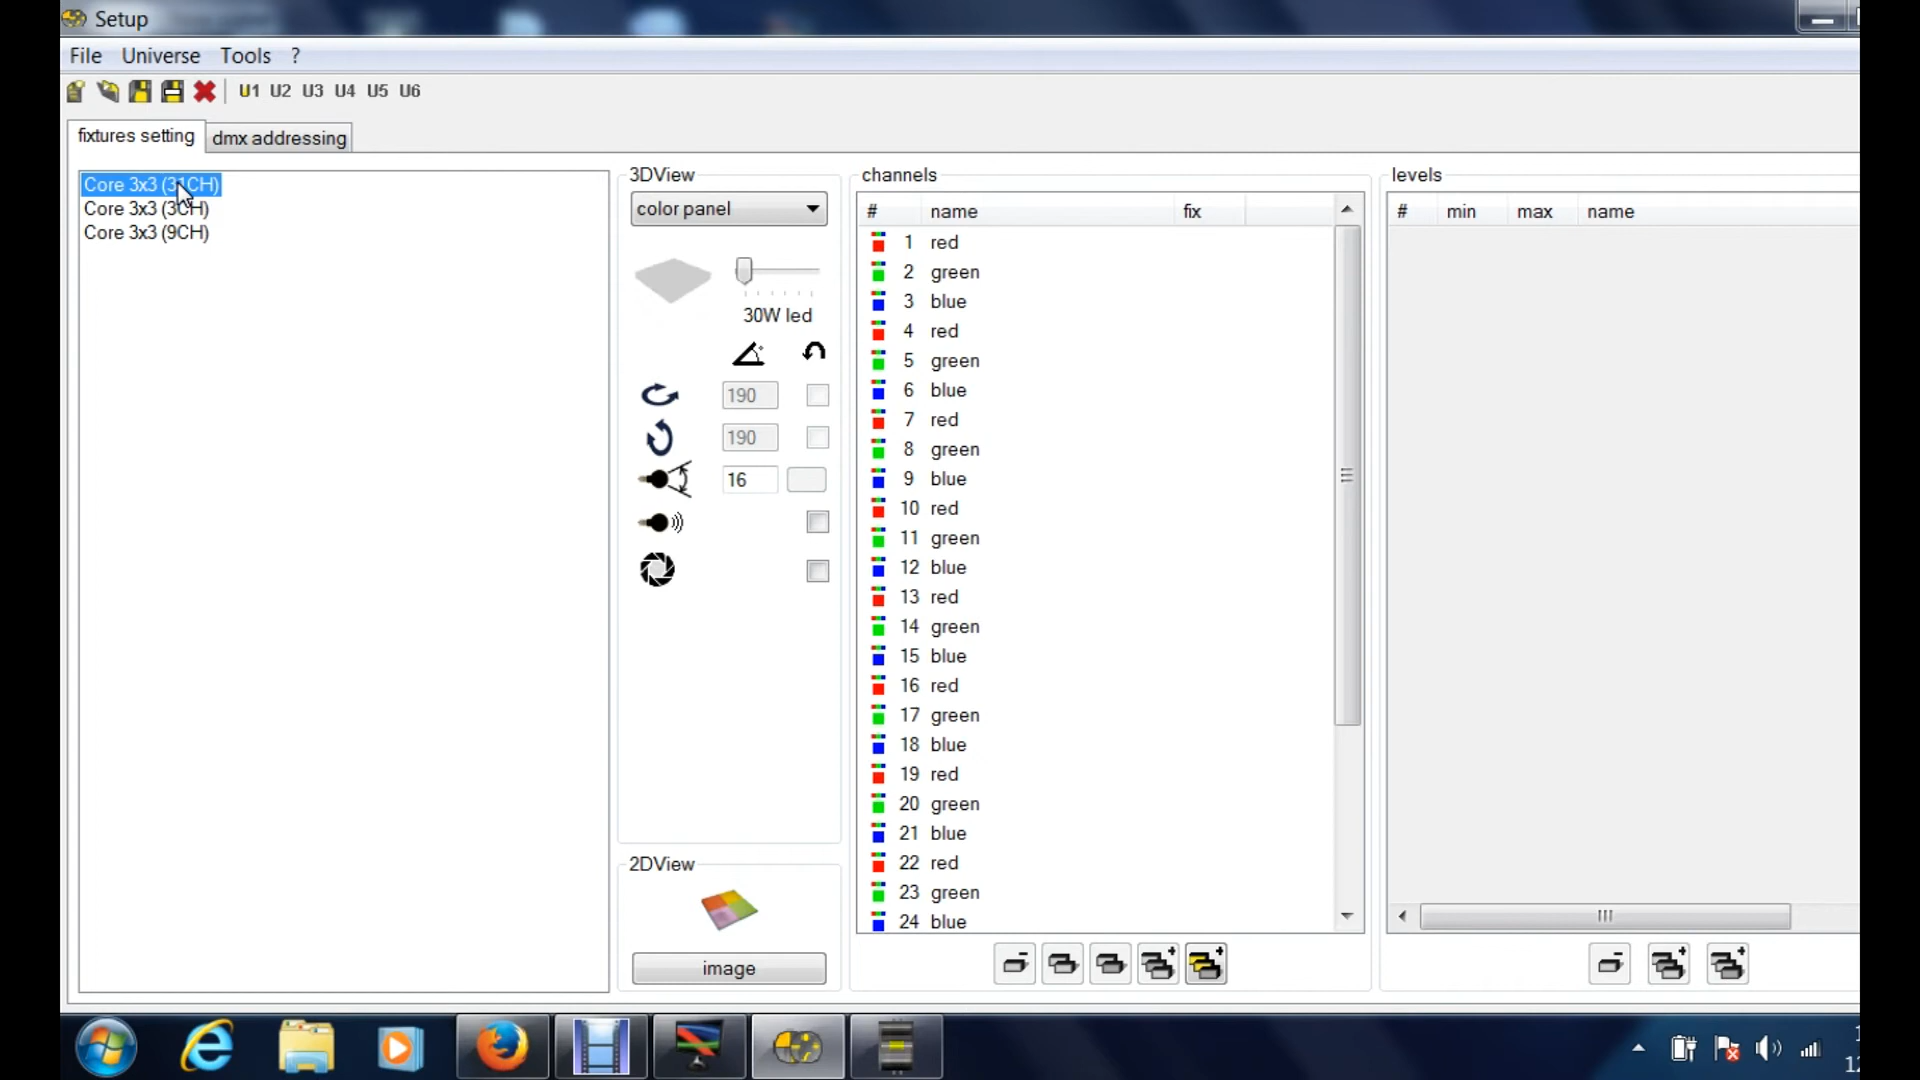 Setup
File Universe Tools ?
U1 U2 U3 U4 U5 U6
fixtures setting dmx addressing
Core 3x3 (31CH)
Core 3x3 (3CH)
Core 3x3 (9CH)
3DView
color panel
30W led
190
190
16
2DView
image
channels
# name fix
1 red
2 green
3 blue
4 red
5 green
6 blue
7 red
8 green
9 blue
10 red
11 green
12 blue
13 red
14 green
15 blue
16 red
17 green
18 blue
19 red
20 green
21 blue
22 red
23 green
24 blue
levels
# min max name